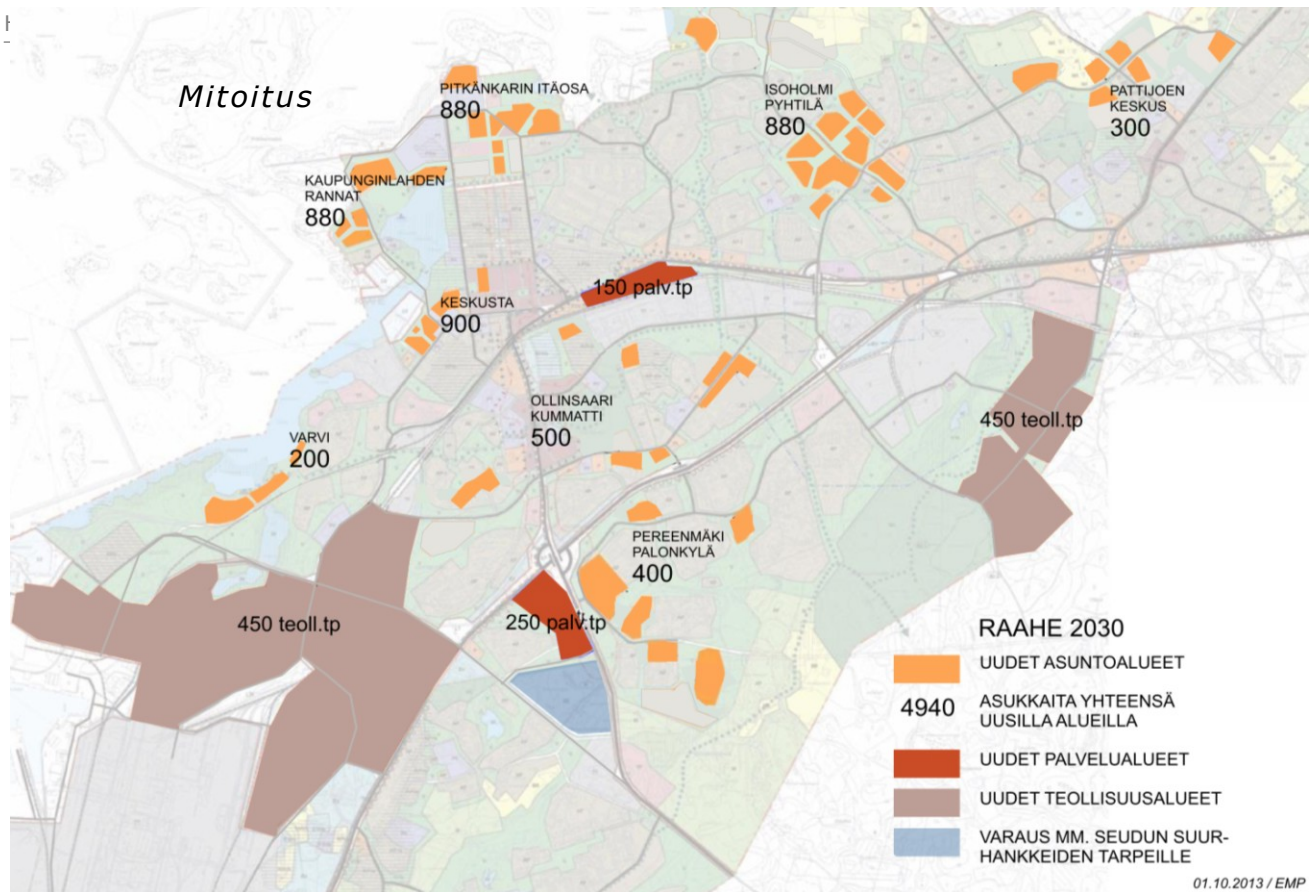 Mitoitus
PITKÄNKARIN ITÄOSA
880
ISOHOLMI
PYHTILÄ
880
PATTIJOEN
KESKUS
300
KAUPUNGINLAHDEN
RANNAT
880
150 palv.tp
KESKUSTA
900
OLLINSAARI
KUMMATTI
500
450 teoll.tp
VARVI
200
PEREENMÄKI
PALONKYLÄ
400
450 teoll.tp
250 palv.tp
RAAHE 2030
UUDET ASUNTOALUEET
4940 ASUKKAITA YHTEENSÄ
UUSILLA ALUEILLA
UUDET PALVELUALUEET
UUDET TEOLLISUUSALUEET
VARAUS MM. SEUDUN SUUR-
HANKKEIDEN TARPEILLE
01.10.2013 / EMP